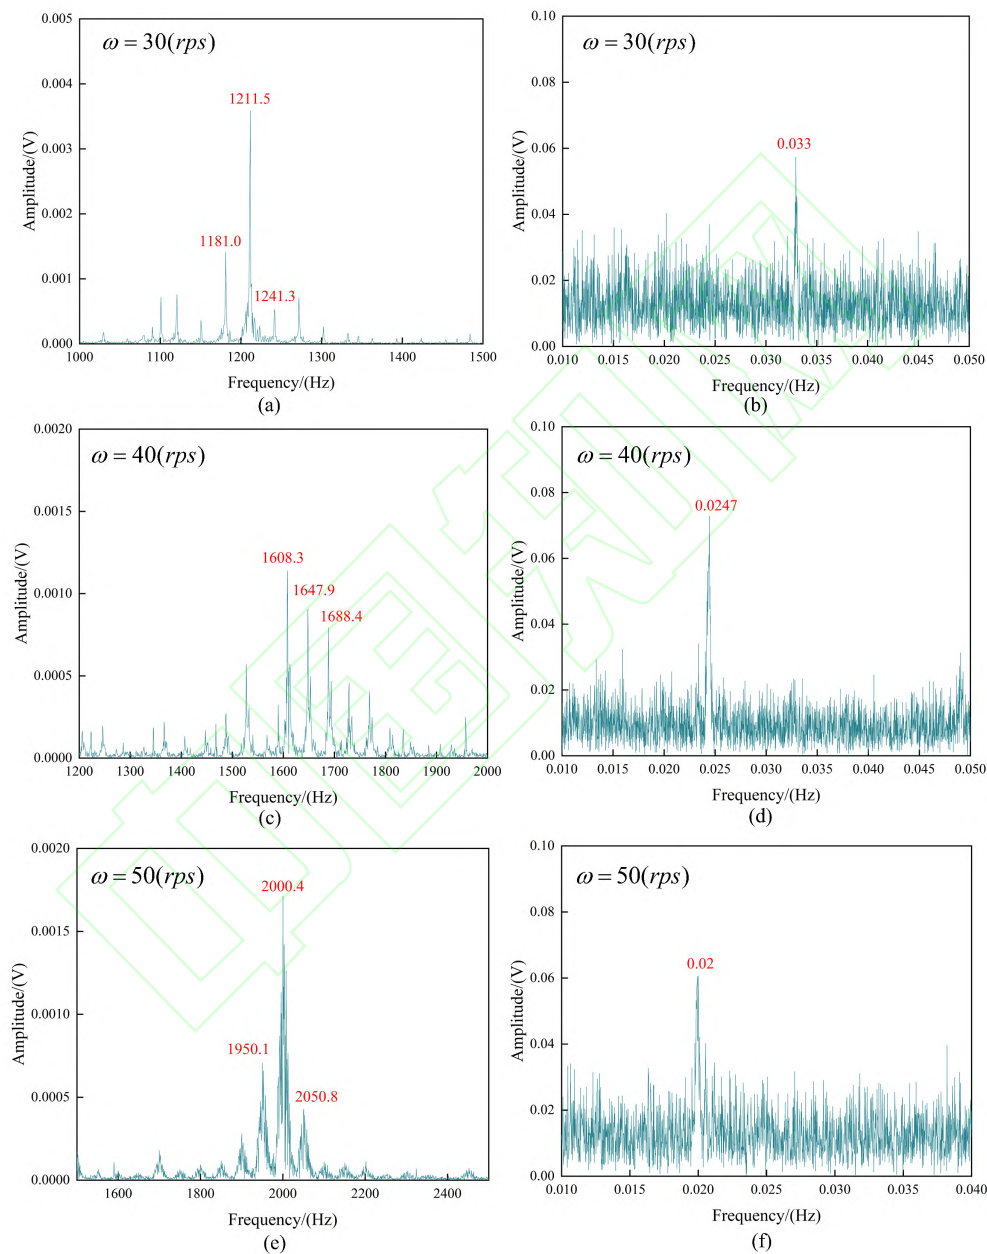 ω = 30(rps)
1211.5
1181.0
1241.3
0.005
0.004
0.003
0.002
0.001
0.000
1000 1100 1200 1300 1400 1500
Amplitude/(V)
Frequency/(Hz)
(a)
ω = 30(rps)
0.033
0.10
0.08
0.06
0.04
0.02
0.00
0.010 0.015 0.020 0.025 0.030 0.035 0.040 0.045 0.050
Amplitude/(V)
Frequency/(Hz)
(b)
ω = 40(rps)
1608.3
1647.9
1688.4
0.0020
0.0015
0.0010
0.0005
0.0000
1200 1300 1400 1500 1600 1700 1800 1900 2000
Amplitude/(V)
Frequency/(Hz)
(c)
ω = 40(rps)
0.0247
0.10
0.08
0.06
0.04
0.02
0.00
0.010 0.015 0.020 0.025 0.030 0.035 0.040 0.045 0.050
Amplitude/(V)
Frequency/(Hz)
(d)
ω = 50(rps)
2000.4
1950.1
2050.8
0.0020
0.0015
0.0010
0.0005
0.0000
1600 1800 2000 2200 2400
Amplitude/(V)
Frequency/(Hz)
(e)
ω = 50(rps)
0.02
0.10
0.08
0.06
0.04
0.02
0.00
0.010 0.015 0.020 0.025 0.030 0.035 0.040
Amplitude/(V)
Frequency/(Hz)
(f)